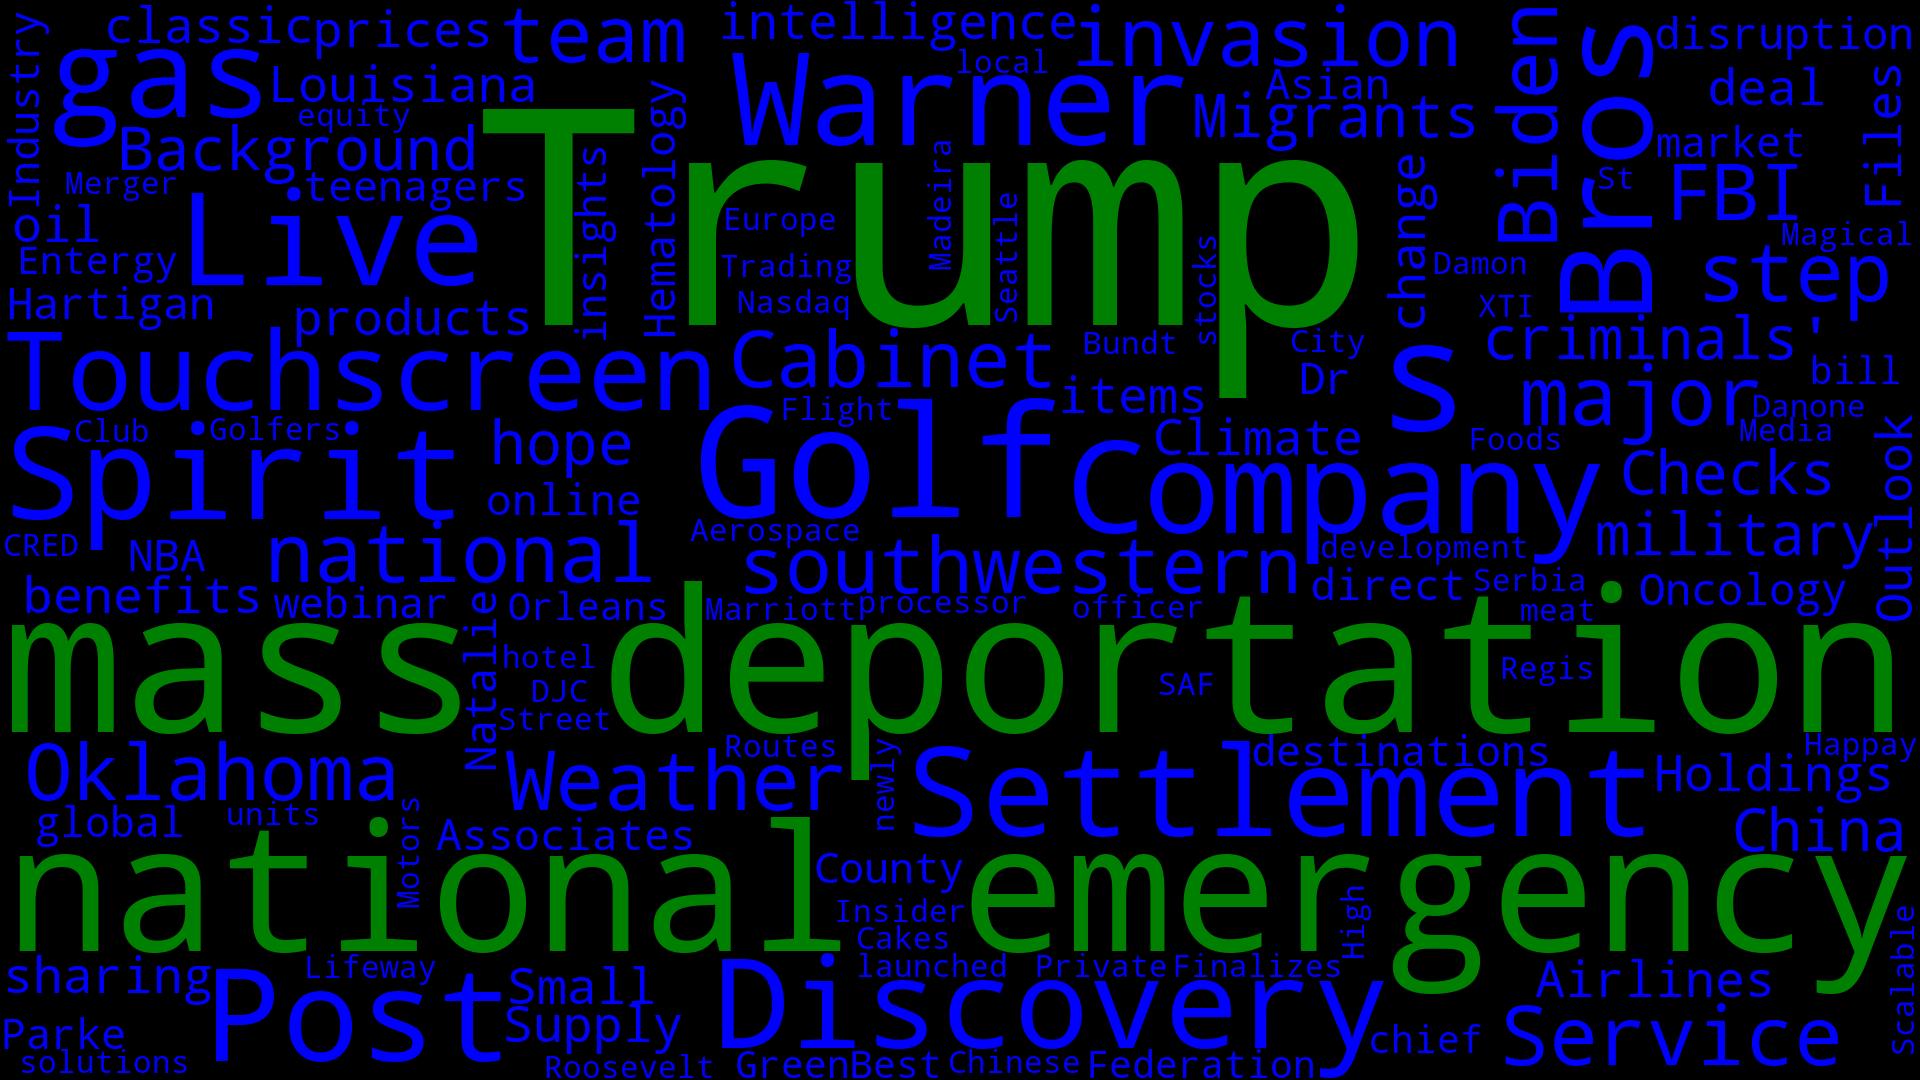 Industry
classic
prices
team
intelligence
invasion
Biden
Bros
disruption
gas
Louisiana
local
Warner
Asian
Migrants
deal
Files
equity
Background
Hematology
market
Merger
teenagers
Trump
insights
Madeira
change
St
FBI
oil
Live
Europe
Seattle
Magical
Entergy
Trading
stocks
Damon
step
Hartigan
products
Nasdaq
XTI
Touchscreen
Cabinet
Bundt
City
s
criminals'
Dr
major
bill
items
Spirit
Club
Golfers
hope
Flight
Golf
company
Climate
Foods
Danone
Media
Outlook
online
Checks
CRED
NBA
national
Aerospace
southwestern
development
military
benefits
webinar
Natalie
Orleans
Marriott
processor
officer
direct
Serbia
meat
Oncology
mass deportation
hotel
DJC
Street
SAF
Regis
Oklahoma
Weather
Routes
newly
Settlement
destinations
Happay
Holdings
global
units
Motors
Associates
China
national emergency
County
Insider
Cakes
High
Scalable
sharing
Lifeway
Post
Small
launched
Private
Finalizes
Discovery
Airlines
Parke
Supply
chief
Service
solutions
Roosevelt
GreenBest
Chinese
Federation